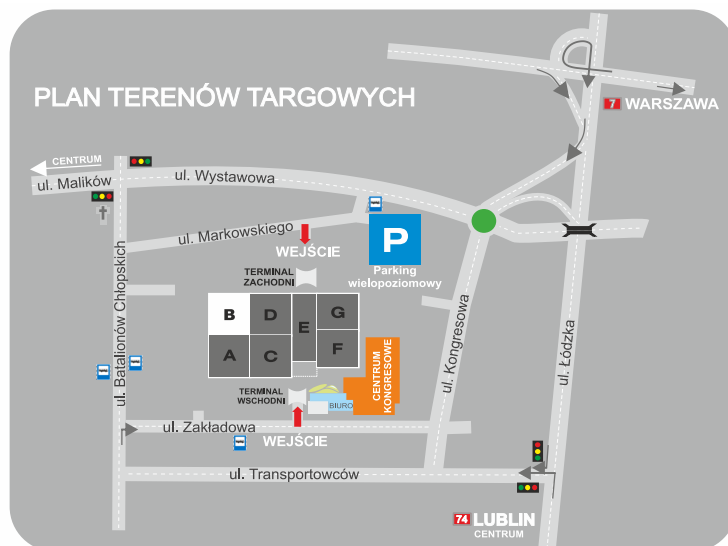 PLAN TERENÓW TARGOWYCH
7 WARSZAWA
CENTRUM
ul. Malików
ul. Wystawowa
ul. Markowskiego
WEJŚCIE
P
Parking
wielopoziomowy
TERMINAL
ZACHODNI
B
D
E
G
A
C
F
ul. Batalionów Chłopskich
ul. Kongresowa
ul. Łódzka
CENTRUM
KONGRESOWE
TERMINAL
WSCHODNI
BIURO
ul. Zakładowa
WEJŚCIE
ul. Transportowców
74 LUBLIN
CENTRUM